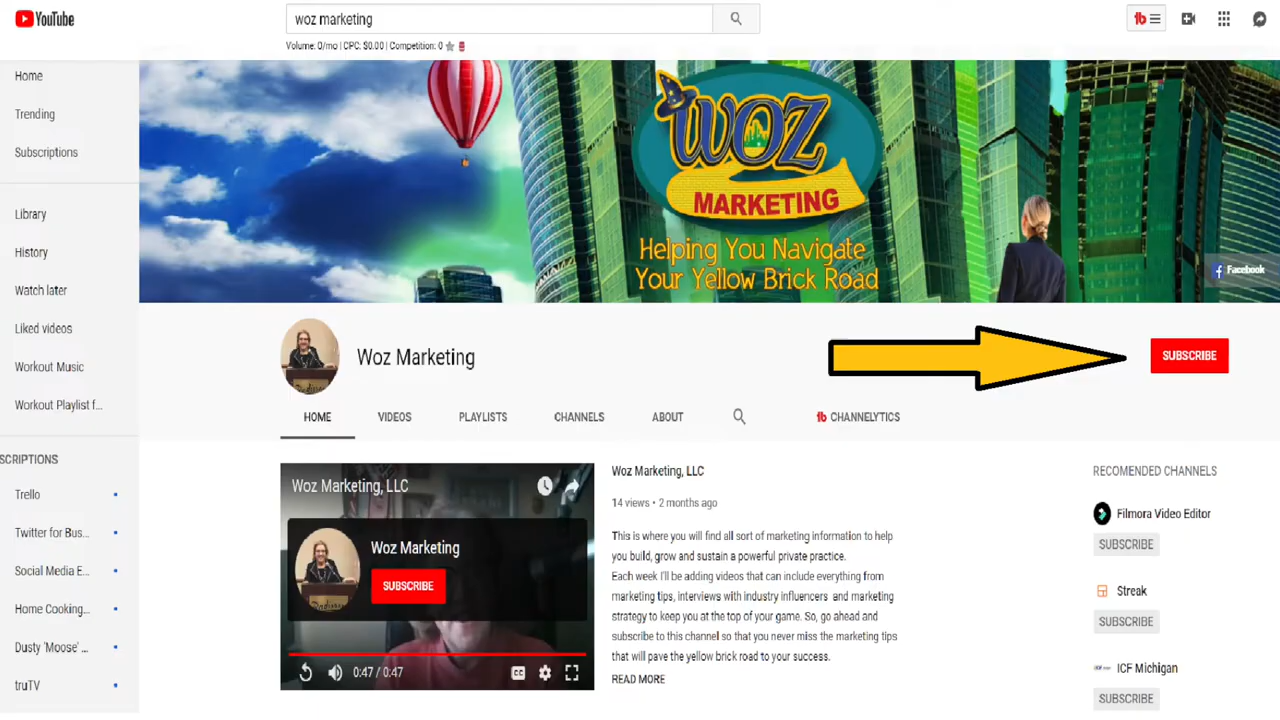 YouTube
woz marketing
Volume: 0/mo | CPC: $0.00 | Competition: 0
tb
Home
Trending
Subscriptions
Library
History
Watch later
Liked videos
Workout Music
Workout Playlist f...
SCRIPTIONS
Trello
Twitter for Bus...
Social Media E...
Home Cooking...
Dusty 'Moose' ...
truTV
WOZ
MARKETING
Helping You Navigate
Your Yellow Brick Road
Facebook
Woz Marketing
SUBSCRIBE
HOME VIDEOS PLAYLISTS CHANNELS ABOUT tb CHANNELYTICS
Woz Marketing, LLC
Woz Marketing
SUBSCRIBE
0:47 / 0:47
CC
Woz Marketing, LLC
14 views • 2 months ago
This is where you will find all sort of marketing information to help
you build, grow and sustain a powerful private practice.
Each week I'll be adding videos that can include everything from
marketing tips, interviews with industry influencers and marketing
strategy to keep you at the top of your game. So, go ahead and
subscribe to this channel so that you never miss the marketing tips
that will pave the yellow brick road to your success.
READ MORE
RECOMENDED CHANNELS
Filmora Video Editor
SUBSCRIBE
Streak
SUBSCRIBE
ICF Michigan
SUBSCRIBE